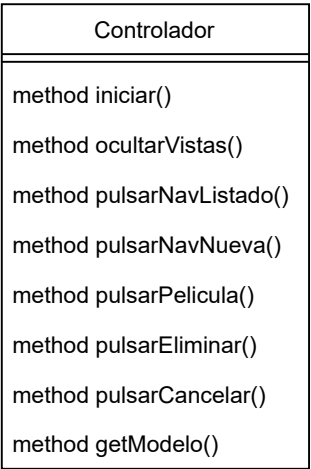 Controlador
method iniciar()
method ocultarVistas()
method pulsarNavListado()
method pulsarNavNueva()
method pulsarPelicula()
method pulsarEliminar()
method pulsarCancelar()
method getModelo()